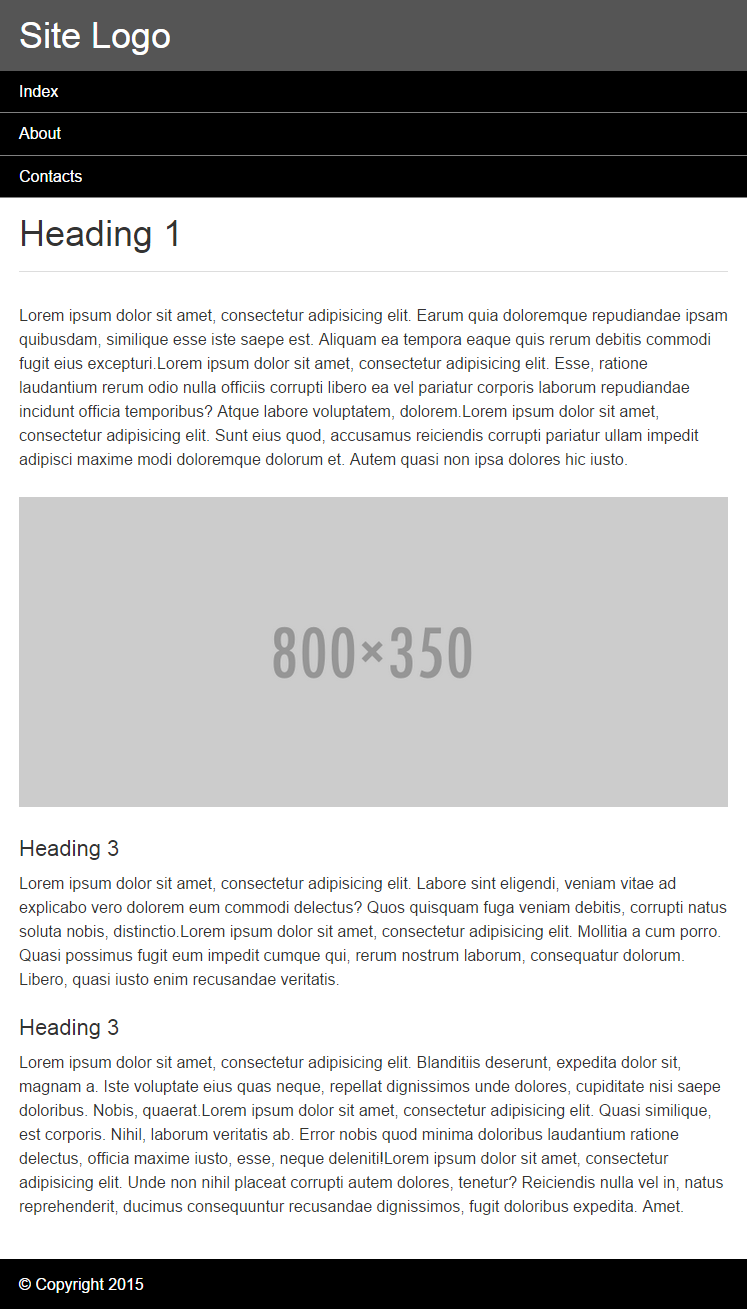 Site Logo
Index
About
Contacts
Heading 1
Lorem ipsum dolor sit amet, consectetur adipisicing elit. Earum quia doloremque repudiandae ipsam
quibusdam, similique esse iste saepe est. Aliquam ea tempora eaque quis rerum debitis commodi
fugit eius excepturi.Lorem ipsum dolor sit amet, consectetur adipisicing elit. Esse, ratione
laudantium rerum odio nulla officiis corrupti libero ea vel pariatur corporis laborum repudiandae
incidunt officia temporibus? Atque labore voluptatem, dolorem.Lorem ipsum dolor sit amet,
consectetur adipisicing elit. Sunt eius quod, accusamus reiciendis corrupti pariatur ullam impedit
adipisci maxime modi doloremque dolorum et. Autem quasi non ipsa dolores hic iusto.
800×350
Heading 3
Lorem ipsum dolor sit amet, consectetur adipisicing elit. Labore sint eligendi, veniam vitae ad
explicabo vero dolorem eum commodi delectus? Quos quisquam fuga veniam debitis, corrupti natus
soluta nobis, distinctio.Lorem ipsum dolor sit amet, consectetur adipisicing elit. Mollitia a cum porro.
Quasi possimus fugit eum impedit cumque qui, rerum nostrum laborum, consequatur dolorum.
Libero, quasi iusto enim recusandae veritatis.
Heading 3
Lorem ipsum dolor sit amet, consectetur adipisicing elit. Blanditiis deserunt, expedita dolor sit,
magnam a. Iste voluptate eius quas neque, repellat dignissimos unde dolores, cupiditate nisi saepe
doloribus. Nobis, quaerat.Lorem ipsum dolor sit amet, consectetur adipisicing elit. Quasi similique,
est corporis. Nihil, laborum veritatis ab. Error nobis quod minima doloribus laudantium ratione
delectus, officia maxime iusto, esse, neque deleniti!Lorem ipsum dolor sit amet, consectetur
adipisicing elit. Unde non nihil placeat corrupti autem dolores, tenetur? Reiciendis nulla vel in, natus
reprehenderit, ducimus consequuntur recusandae dignissimos, fugit doloribus expedita. Amet.
© Copyright 2015